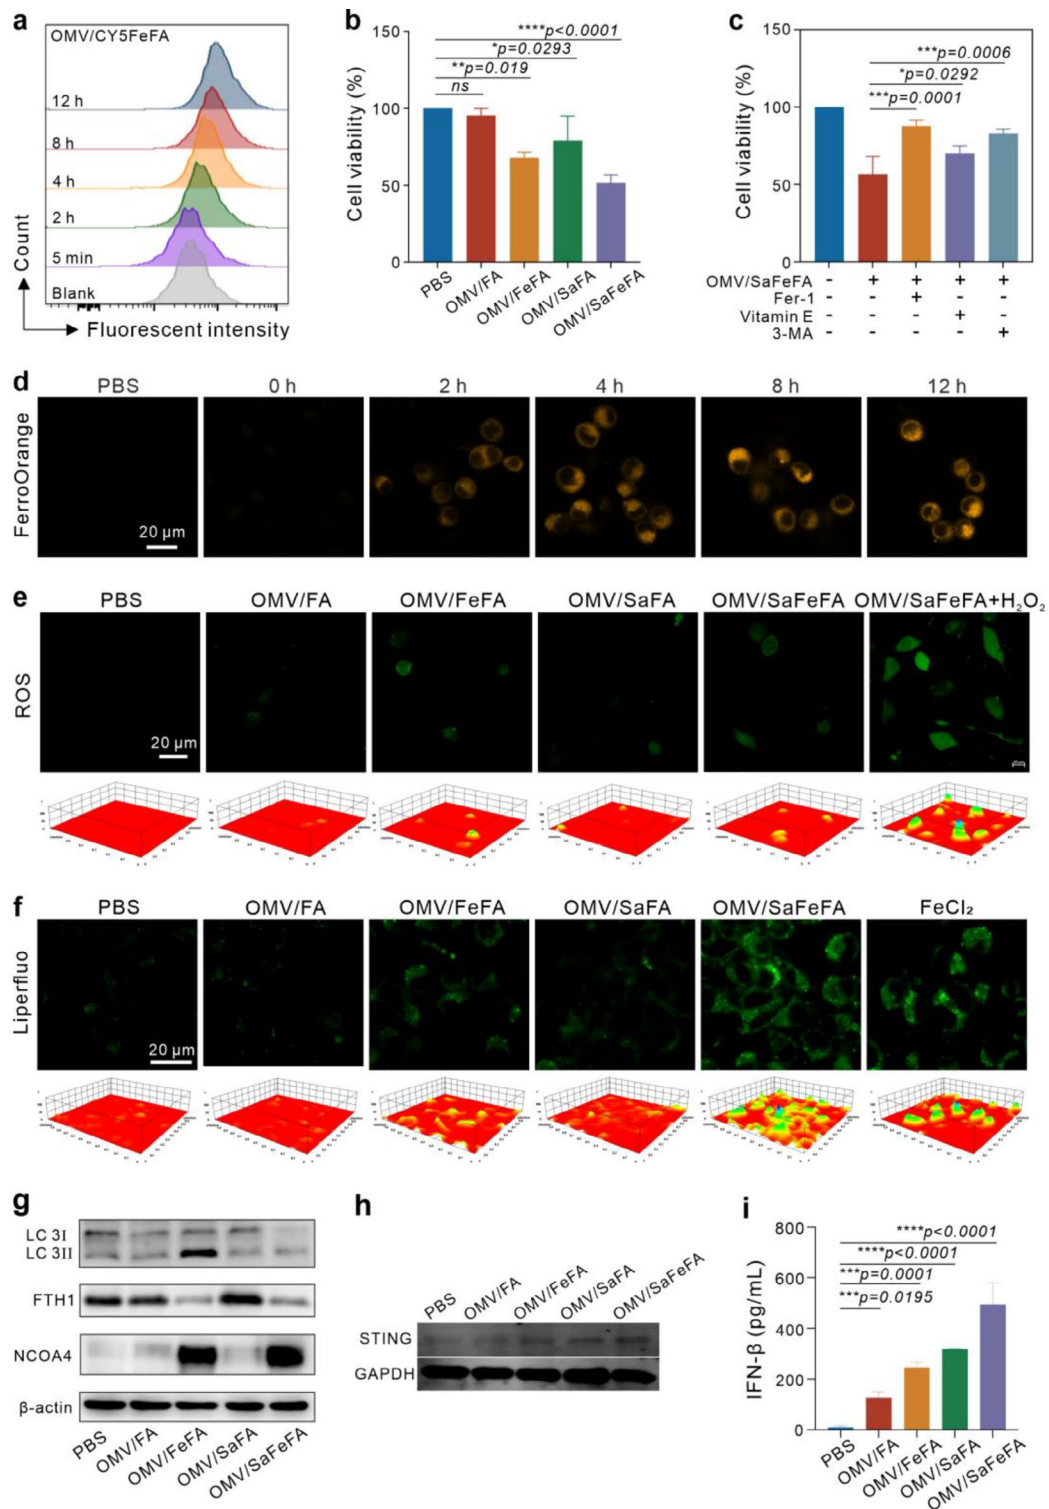 a
OMV/CY5FeFA
12 h
8 h
4 h
2 h
5 min
Blank
Count
Fluorescent intensity
b
****p<0.0001
*p=0.0293
**p=0.019
ns
Cell viability (%)
150
100
50
0
PBS
OMV/FA
OMV/FeFA
OMV/SaFA
OMV/SaFeFA
c
***p=0.0006
*p=0.0292
***p=0.0001
Cell viability (%)
150
100
50
0
OMV/SaFeFA - + + + +
Fer-1 - - + - -
Vitamin E - - - + -
3-MA - - - - +
d
PBS 0 h 2 h 4 h 8 h 12 h
FerroOrange
20 μm
e
PBS OMV/FA OMV/FeFA OMV/SaFA OMV/SaFeFA OMV/SaFeFA+H₂O₂
ROS
20 μm
f
PBS OMV/FA OMV/FeFA OMV/SaFA OMV/SaFeFA FeCl₂
Liperfluo
20 μm
g
LC 3I
LC 3II
FTH1
NCOA4
β-actin
PBS
OMV/FA
OMV/FeFA
OMV/SaFA
OMV/SaFeFA
h
PBS
OMV/FA
OMV/FeFA
OMV/SaFA
OMV/SaFeFA
STING
GAPDH
i
****p<0.0001
****p<0.0001
***p=0.0001
***p=0.0195
IFN-β (pg/mL)
800
600
400
200
0
PBS
OMV/FA
OMV/FeFA
OMV/SaFA
OMV/SaFeFA